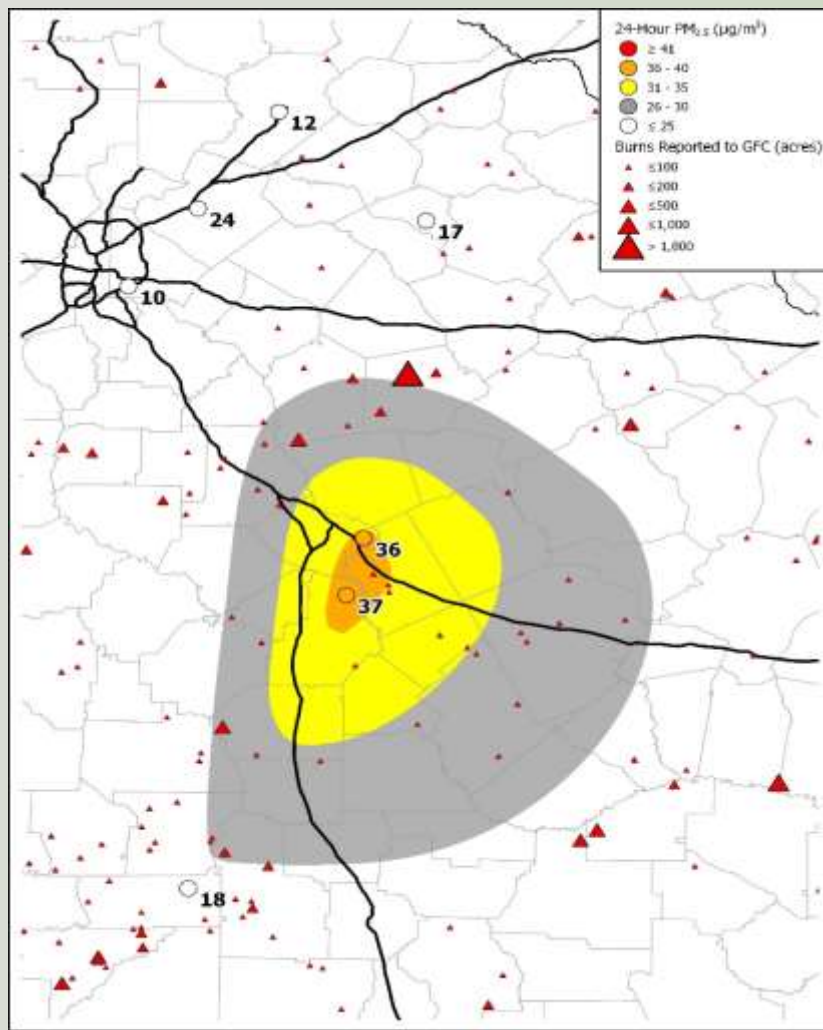 24-Hour PM2.5 (µg/m³)
≥ 41
36 - 40
31 - 35
26 - 30
≤ 25
Burns Reported to GFC (acres)
≤100
≤200
≤500
≤1,000
> 1,000
12
24
17
10
36
37
18